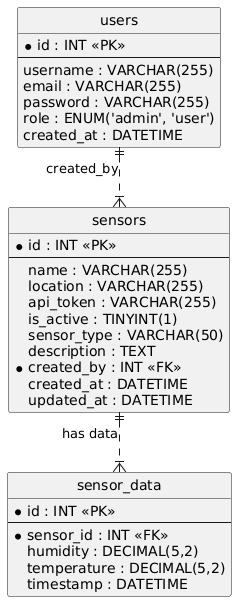 users
id : INT «PK»
username : VARCHAR(255)
email : VARCHAR(255)
password : VARCHAR(255)
role : ENUM('admin', 'user')
created_at : DATETIME
created_by
sensors
id : INT «PK»
name : VARCHAR(255)
location : VARCHAR(255)
api_token : VARCHAR(255)
is_active : TINYINT(1)
sensor_type : VARCHAR(50)
description : TEXT
created_by : INT «FK»
created_at : DATETIME
updated_at : DATETIME
has data
sensor_data
id : INT «PK»
sensor_id : INT «FK»
humidity : DECIMAL(5,2)
temperature : DECIMAL(5,2)
timestamp : DATETIME